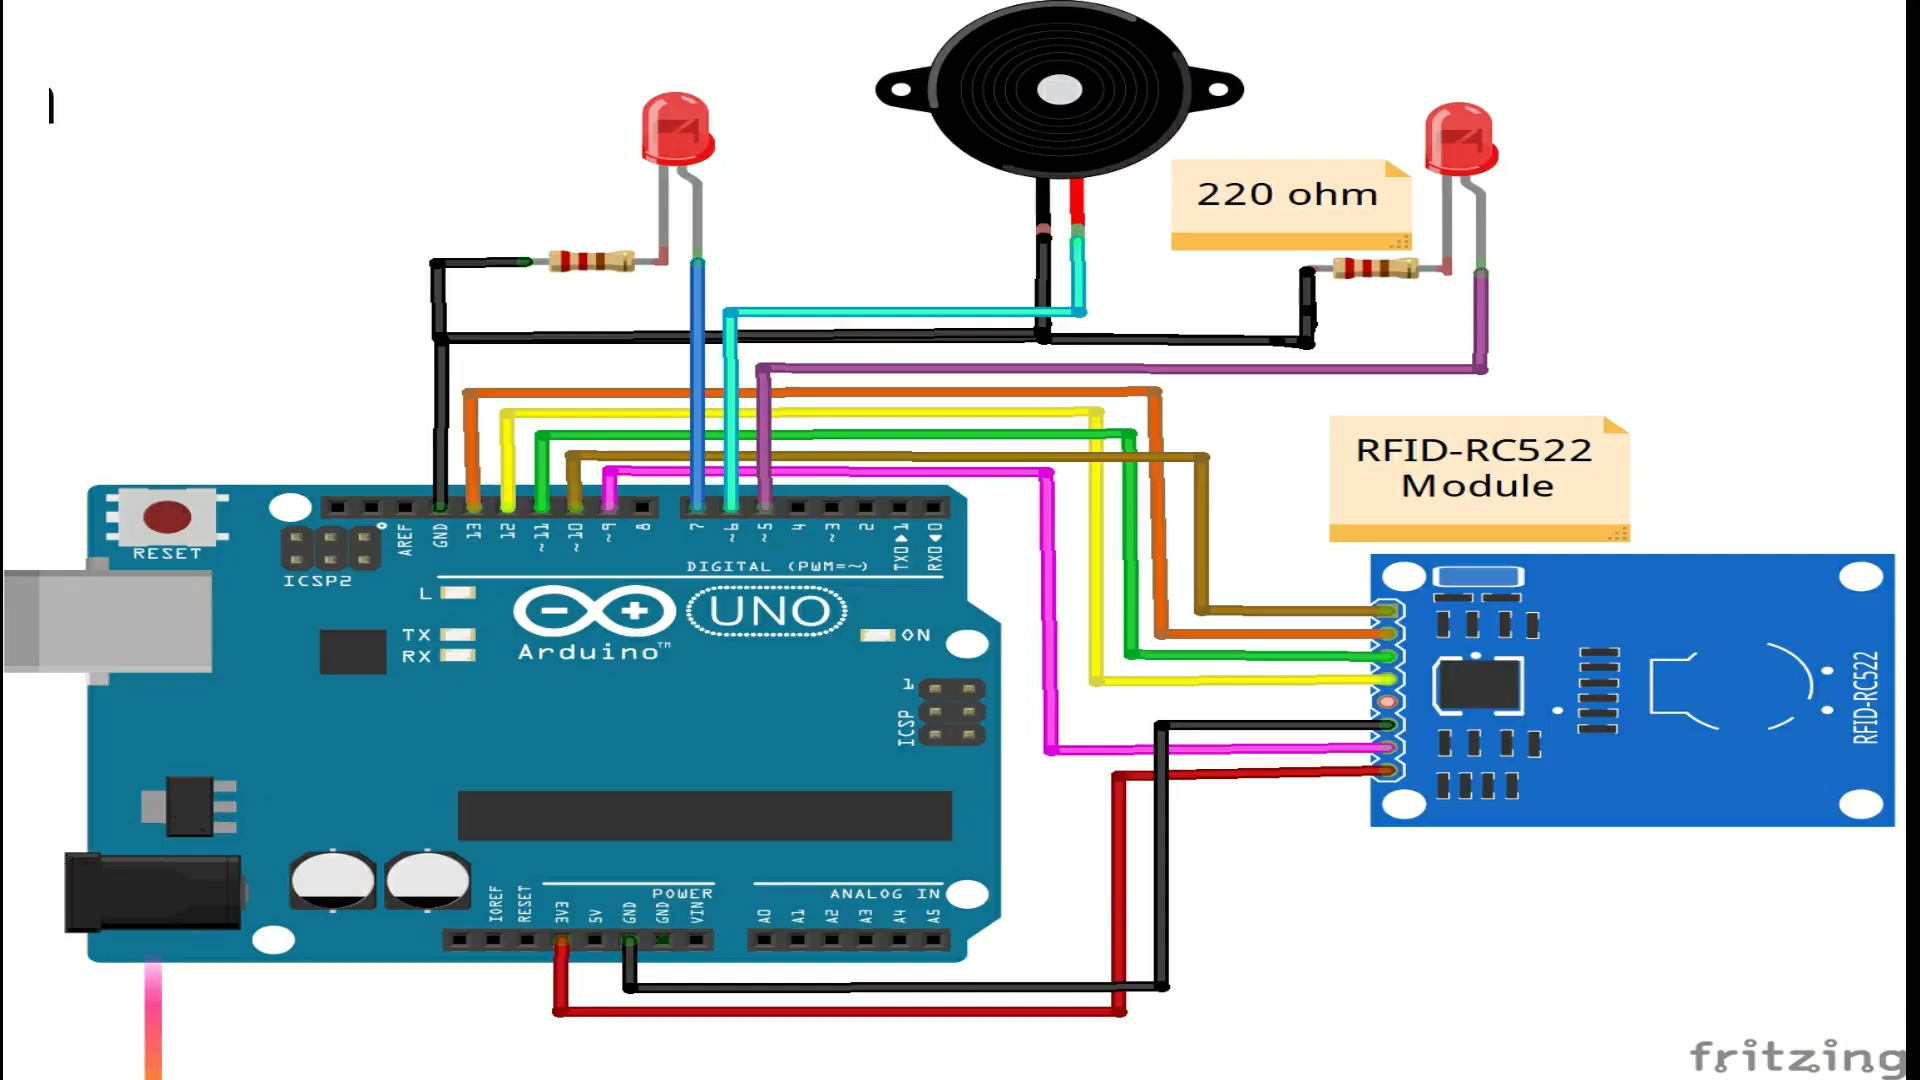 220 ohm
RFID-RC522
Module
RESET
ICSP2
AREF
GND
13
12
~11
~10
~9
8
7
~6
~5
4
~3
2
TX0▶1
RX0◀0
DIGITAL (PWM=~)
L
TX
RX
UNO
Arduino™
ON
1
ICSP
RFID-RC522
IOREF
RESET
3V3
5V
GND
GND
VIN
POWER
ANALOG IN
A0
A1
A2
A3
A4
A5
fritzing